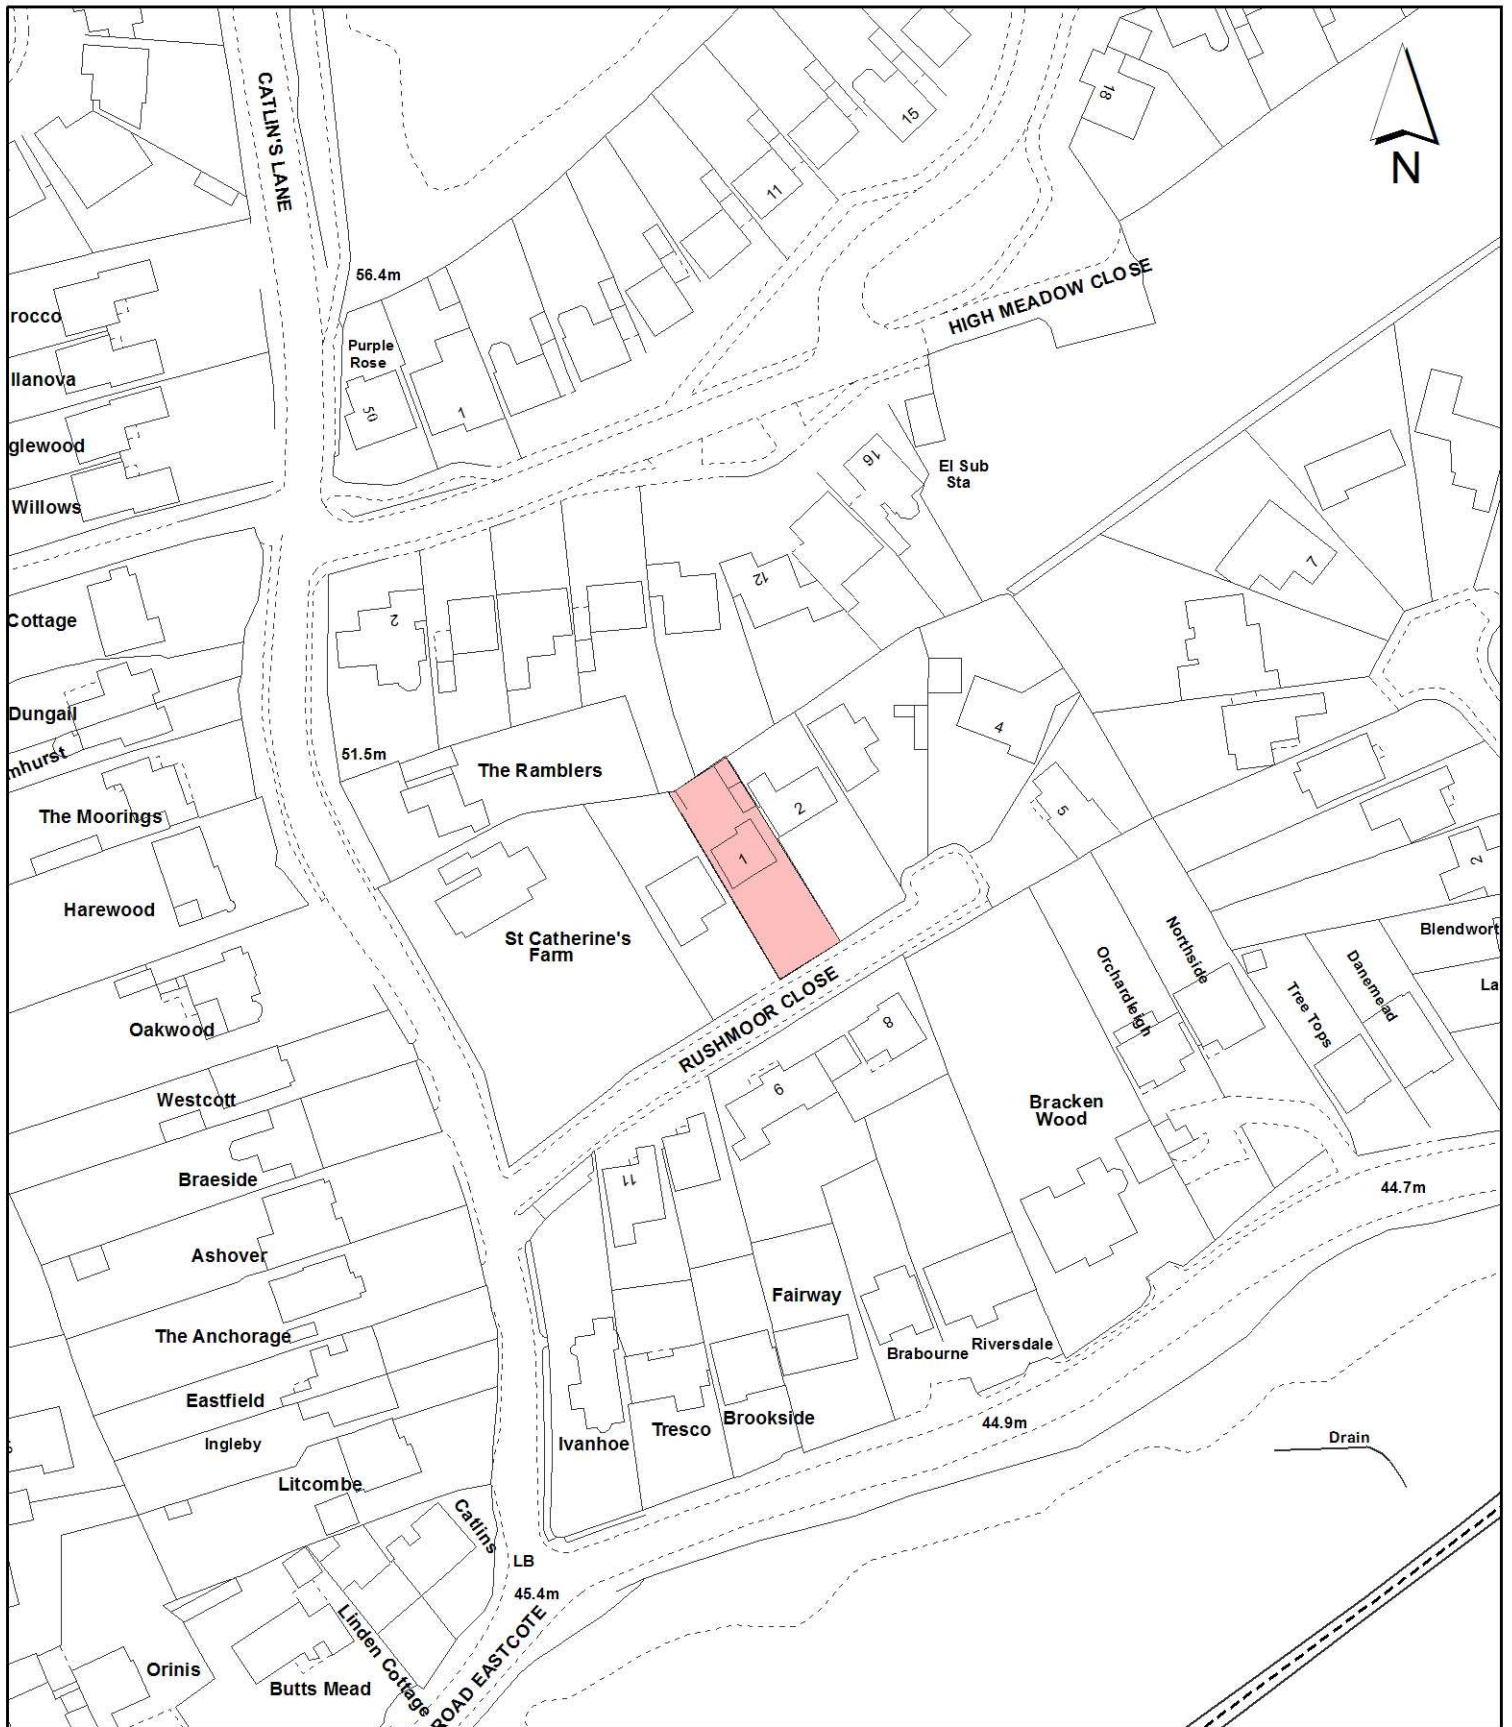 CATLIN'S LANE
15
18
N
11
56.4m
HIGH MEADOW CLOSE
rocco
Purple
Rose
llanova
50
1
glewood
16
El Sub
Sta
Willows
7
12
Cottage
2
Dungail
4
mhurst
51.5m
The Ramblers
2
5
The Moorings
1
2
Harewood
St Catherine's
Farm
Northside
Blendwort
Orchardleigh
Danemead
La
Tree Tops
Oakwood
RUSHMOOR CLOSE
8
9
Westcott
Bracken
Wood
Braeside
11
44.7m
Ashover
Fairway
The Anchorage
Brabourne
Riversdale
Eastfield
Ingleby
Ivanhoe
Tresco
Brookside
44.9m
Drain
Litcombe
Catlins
LB
45.4m
Linden Cottage
ROAD EASTCOTE
Orinis
Butts Mead